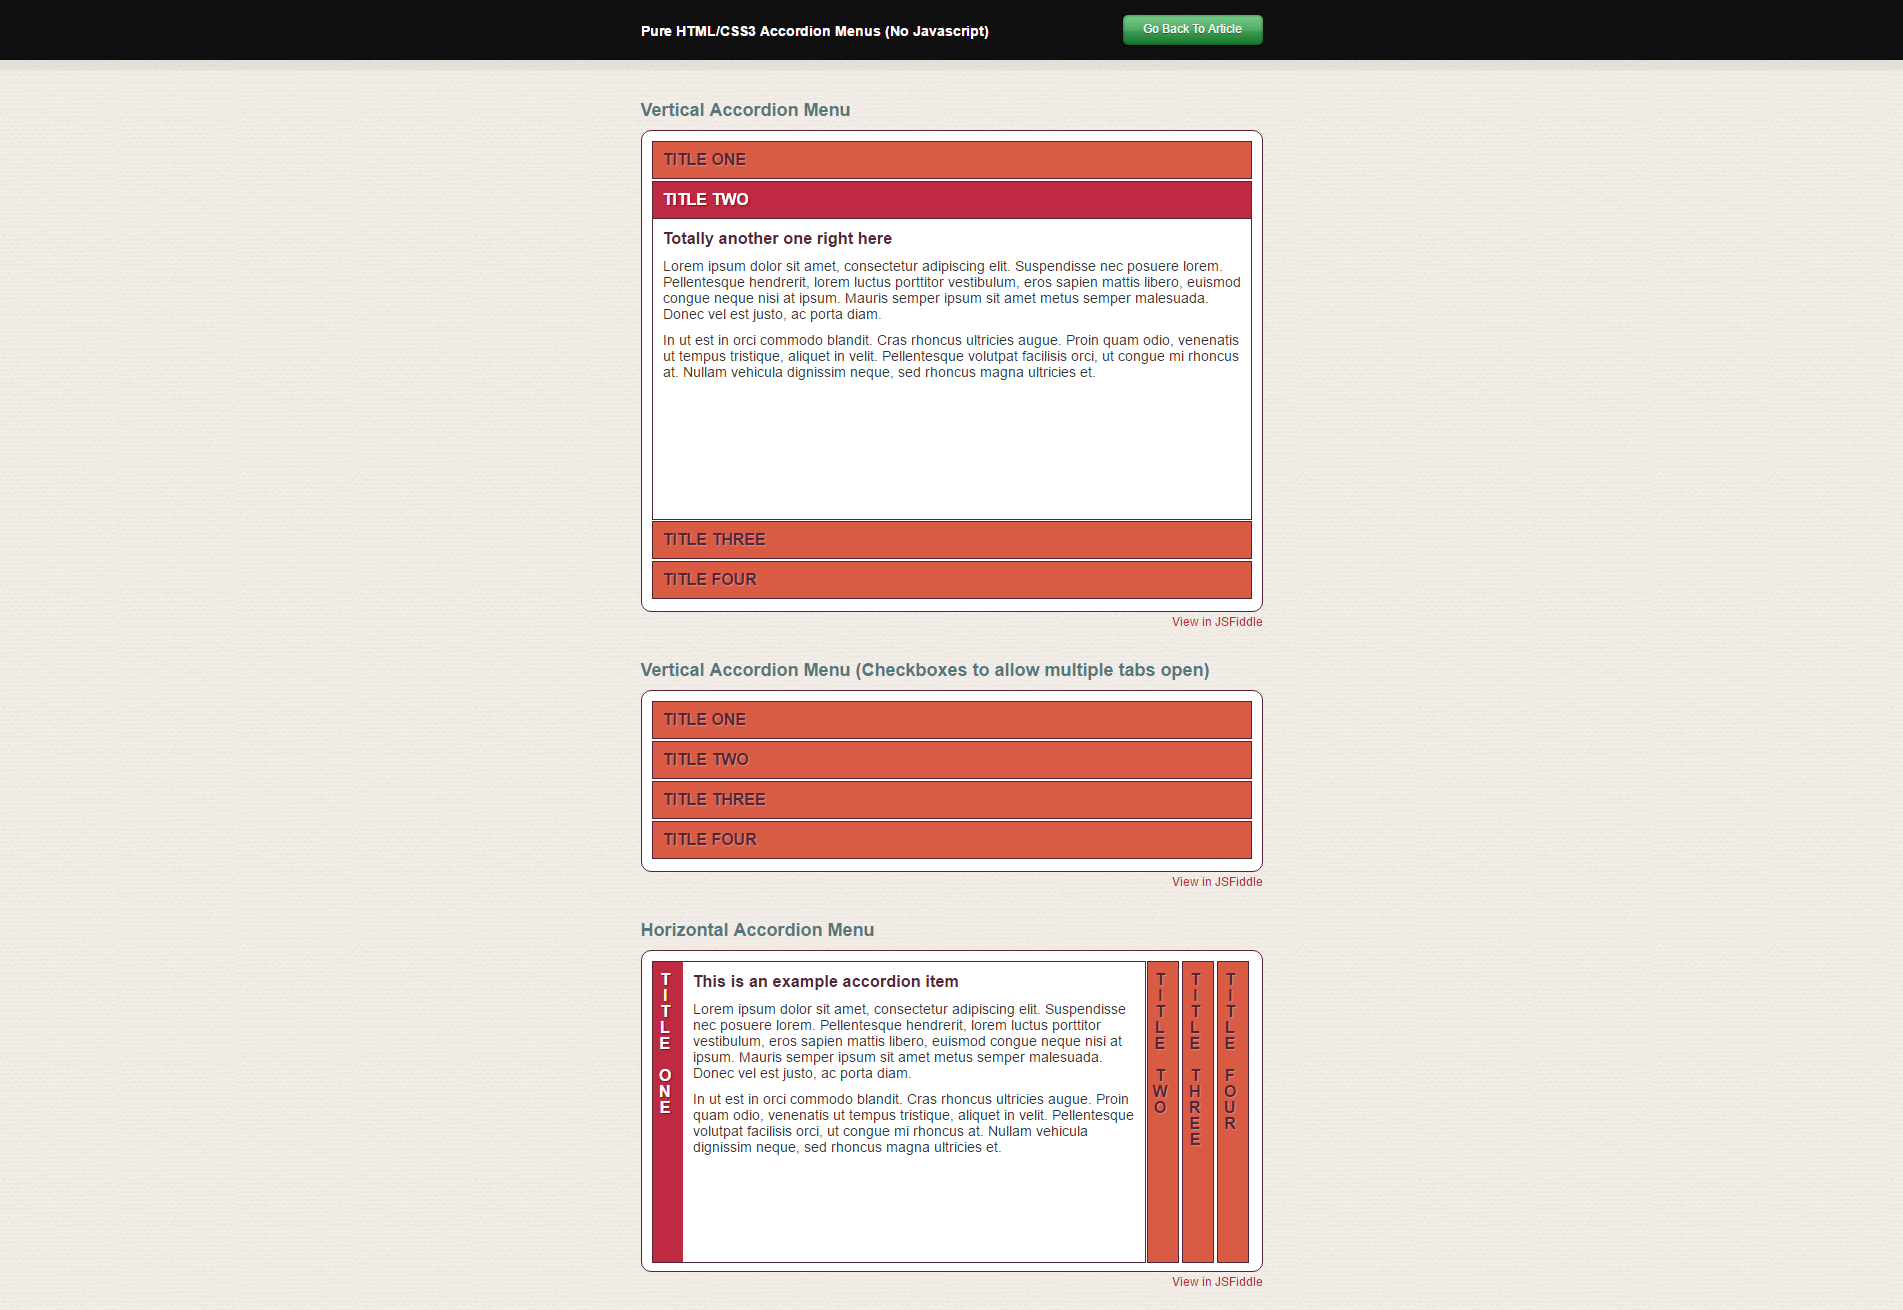 Pure HTML/CSS3 Accordion Menus (No Javascript)
Go Back To Article
Vertical Accordion Menu
TITLE ONE
TITLE TWO
Totally another one right here
Lorem ipsum dolor sit amet, consectetur adipiscing elit. Suspendisse nec posuere lorem.
Pellentesque hendrerit, lorem luctus porttitor vestibulum, eros sapien mattis libero, euismod
congue neque nisi at ipsum. Mauris semper ipsum sit amet metus semper malesuada.
Donec vel est justo, ac porta diam.
In ut est in orci commodo blandit. Cras rhoncus ultricies augue. Proin quam odio, venenatis
ut tempus tristique, aliquet in velit. Pellentesque volutpat facilisis orci, ut congue mi rhoncus
at. Nullam vehicula dignissim neque, sed rhoncus magna ultricies et.
TITLE THREE
TITLE FOUR
View in JSFiddle
Vertical Accordion Menu (Checkboxes to allow multiple tabs open)
TITLE ONE
TITLE TWO
TITLE THREE
TITLE FOUR
View in JSFiddle
Horizontal Accordion Menu
TITLE ONE
This is an example accordion item
Lorem ipsum dolor sit amet, consectetur adipiscing elit. Suspendisse
nec posuere lorem. Pellentesque hendrerit, lorem luctus porttitor
vestibulum, eros sapien mattis libero, euismod congue neque nisi at
ipsum. Mauris semper ipsum sit amet metus semper malesuada.
Donec vel est justo, ac porta diam.
In ut est in orci commodo blandit. Cras rhoncus ultricies augue. Proin
quam odio, venenatis ut tempus tristique, aliquet in velit. Pellentesque
volutpat facilisis orci, ut congue mi rhoncus at. Nullam vehicula
dignissim neque, sed rhoncus magna ultricies et.
TITLE TWO
TITLE THREE
TITLE FOUR
View in JSFiddle